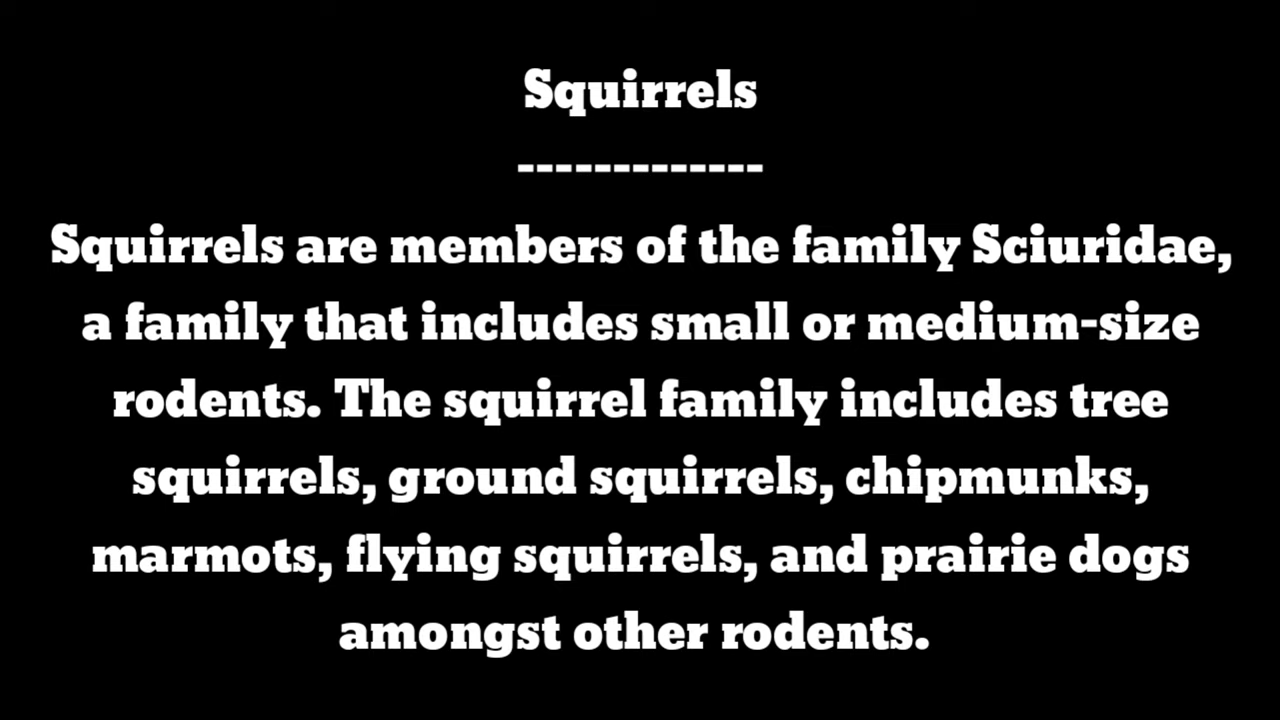 Squirrels
-------------
Squirrels are members of the family Sciuridae,
a family that includes small or medium-size
rodents. The squirrel family includes tree
squirrels, ground squirrels, chipmunks,
marmots, flying squirrels, and prairie dogs
amongst other rodents.